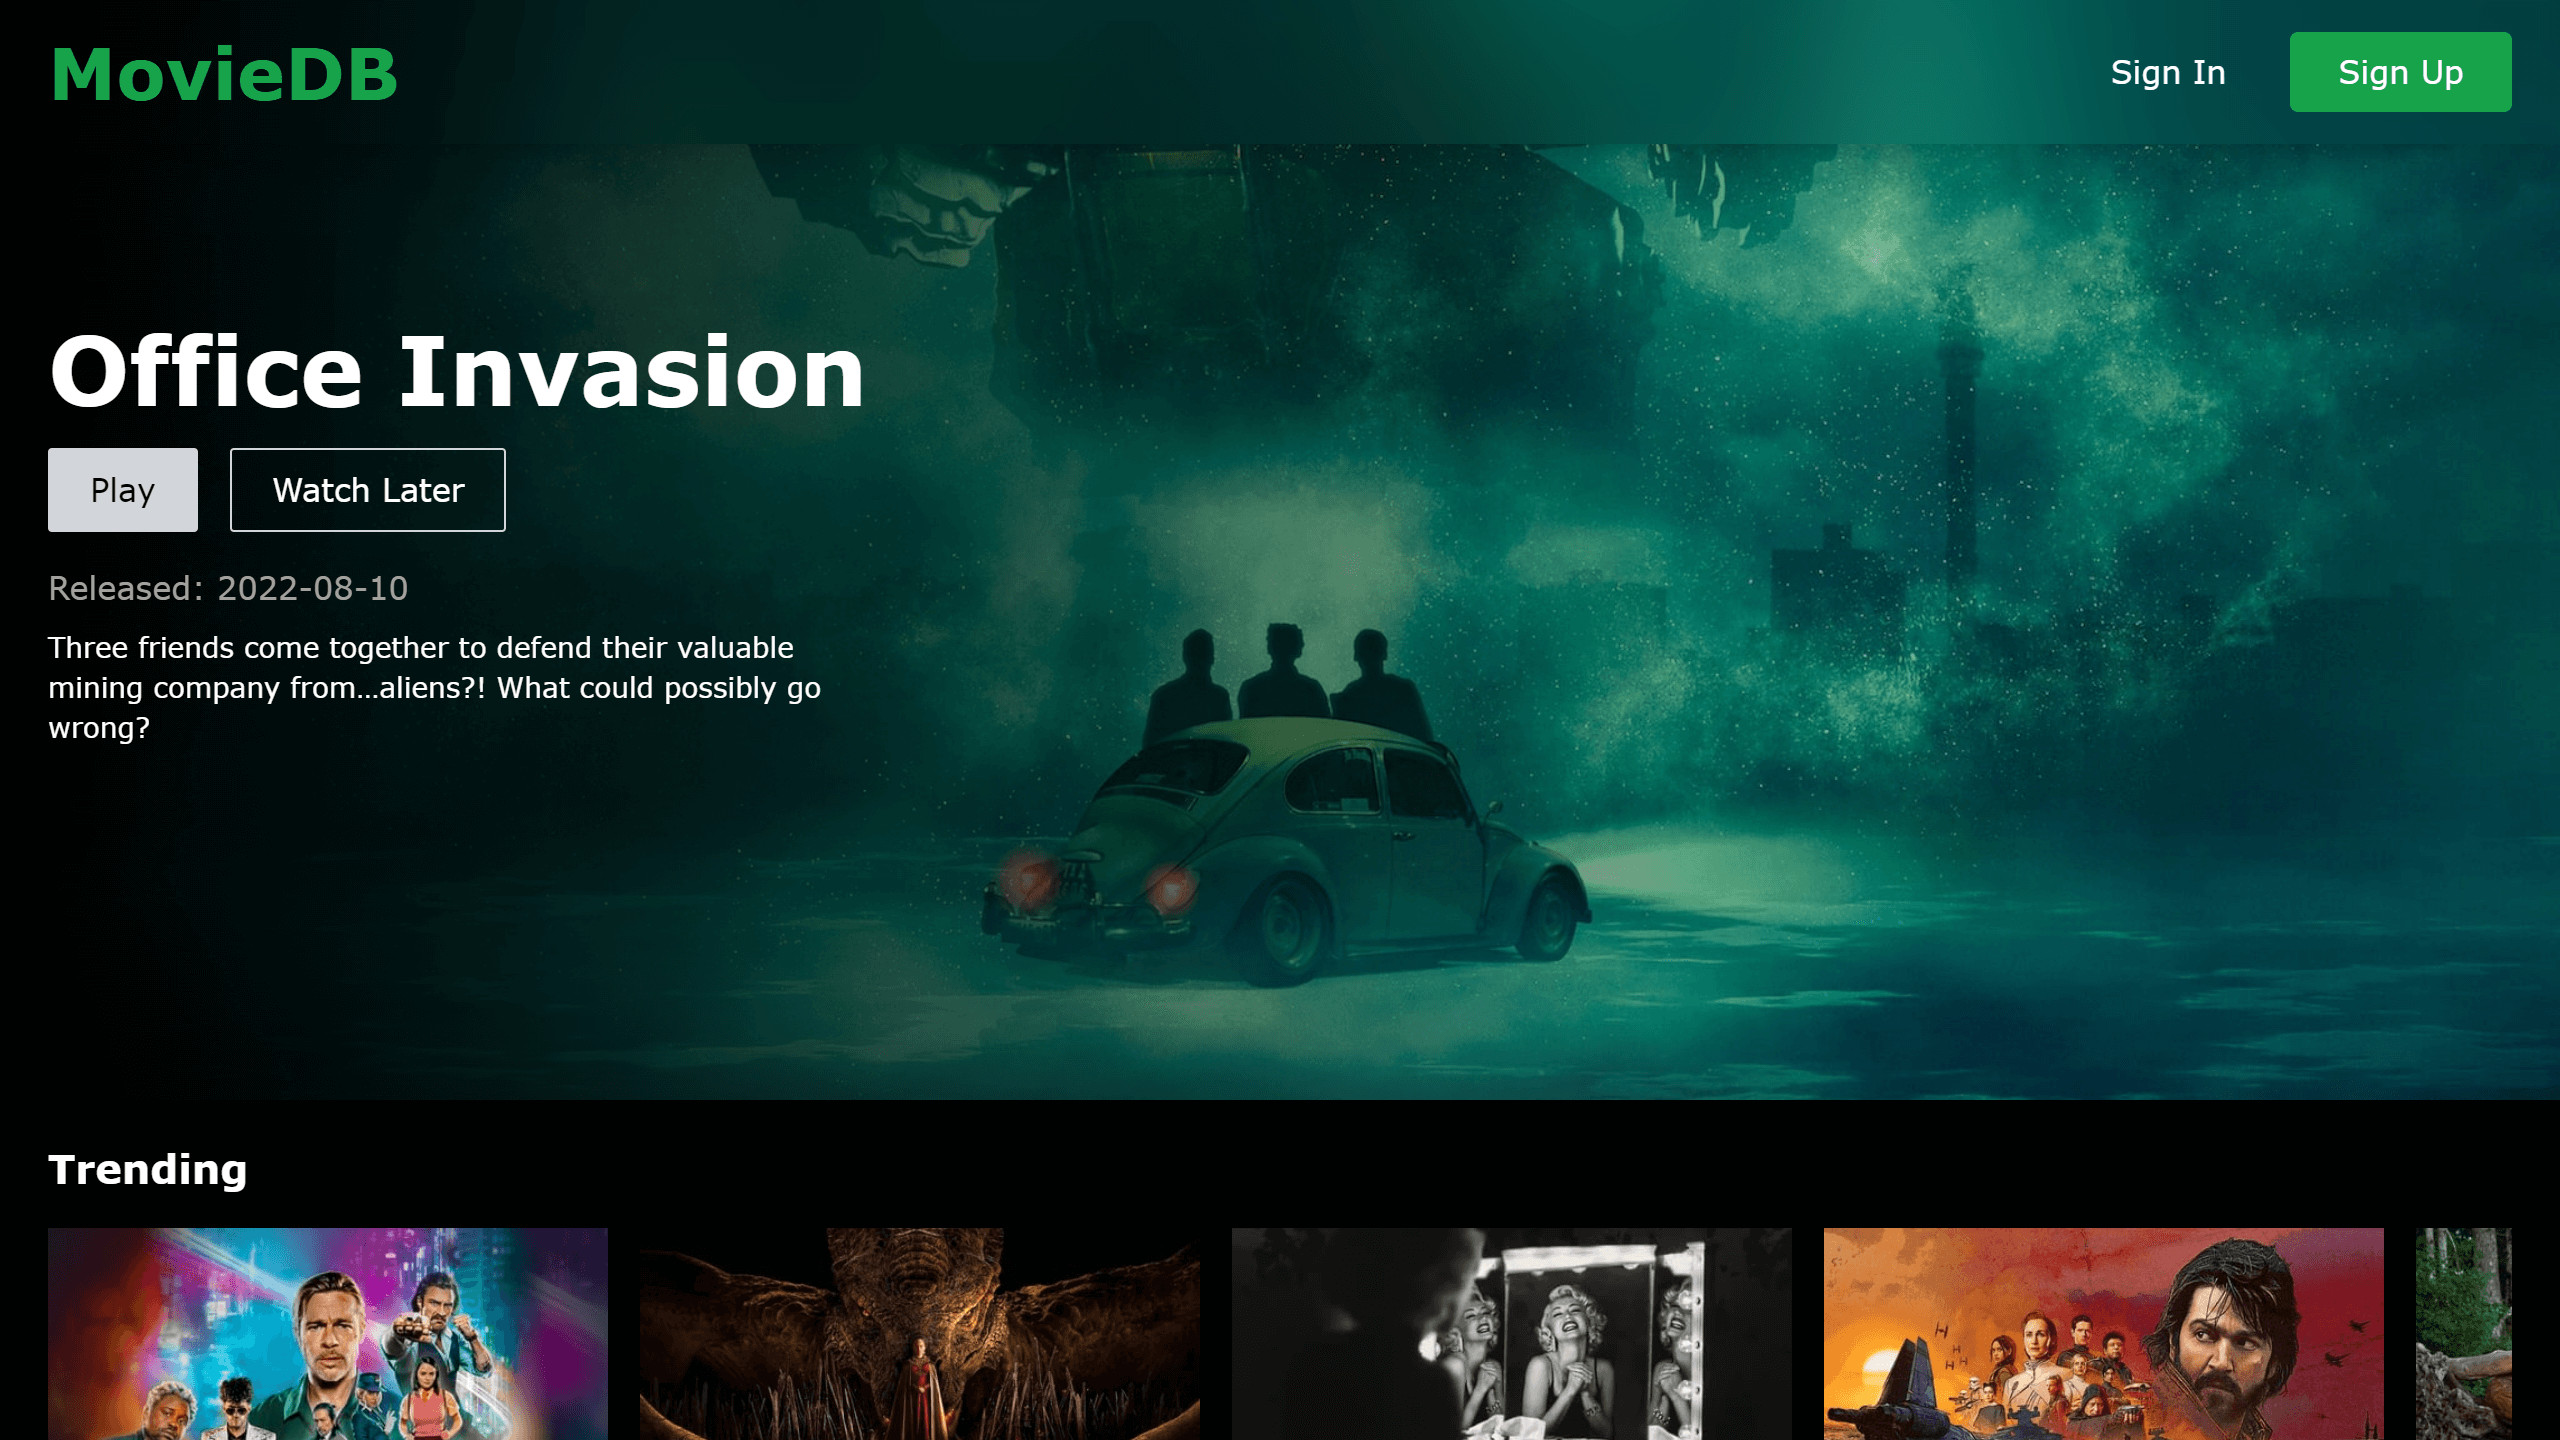 MovieDB
Sign In
Sign Up
Office Invasion
Play
Watch Later
Released: 2022-08-10
Three friends come together to defend their valuable
mining company from…aliens?! What could possibly go
wrong?
Trending